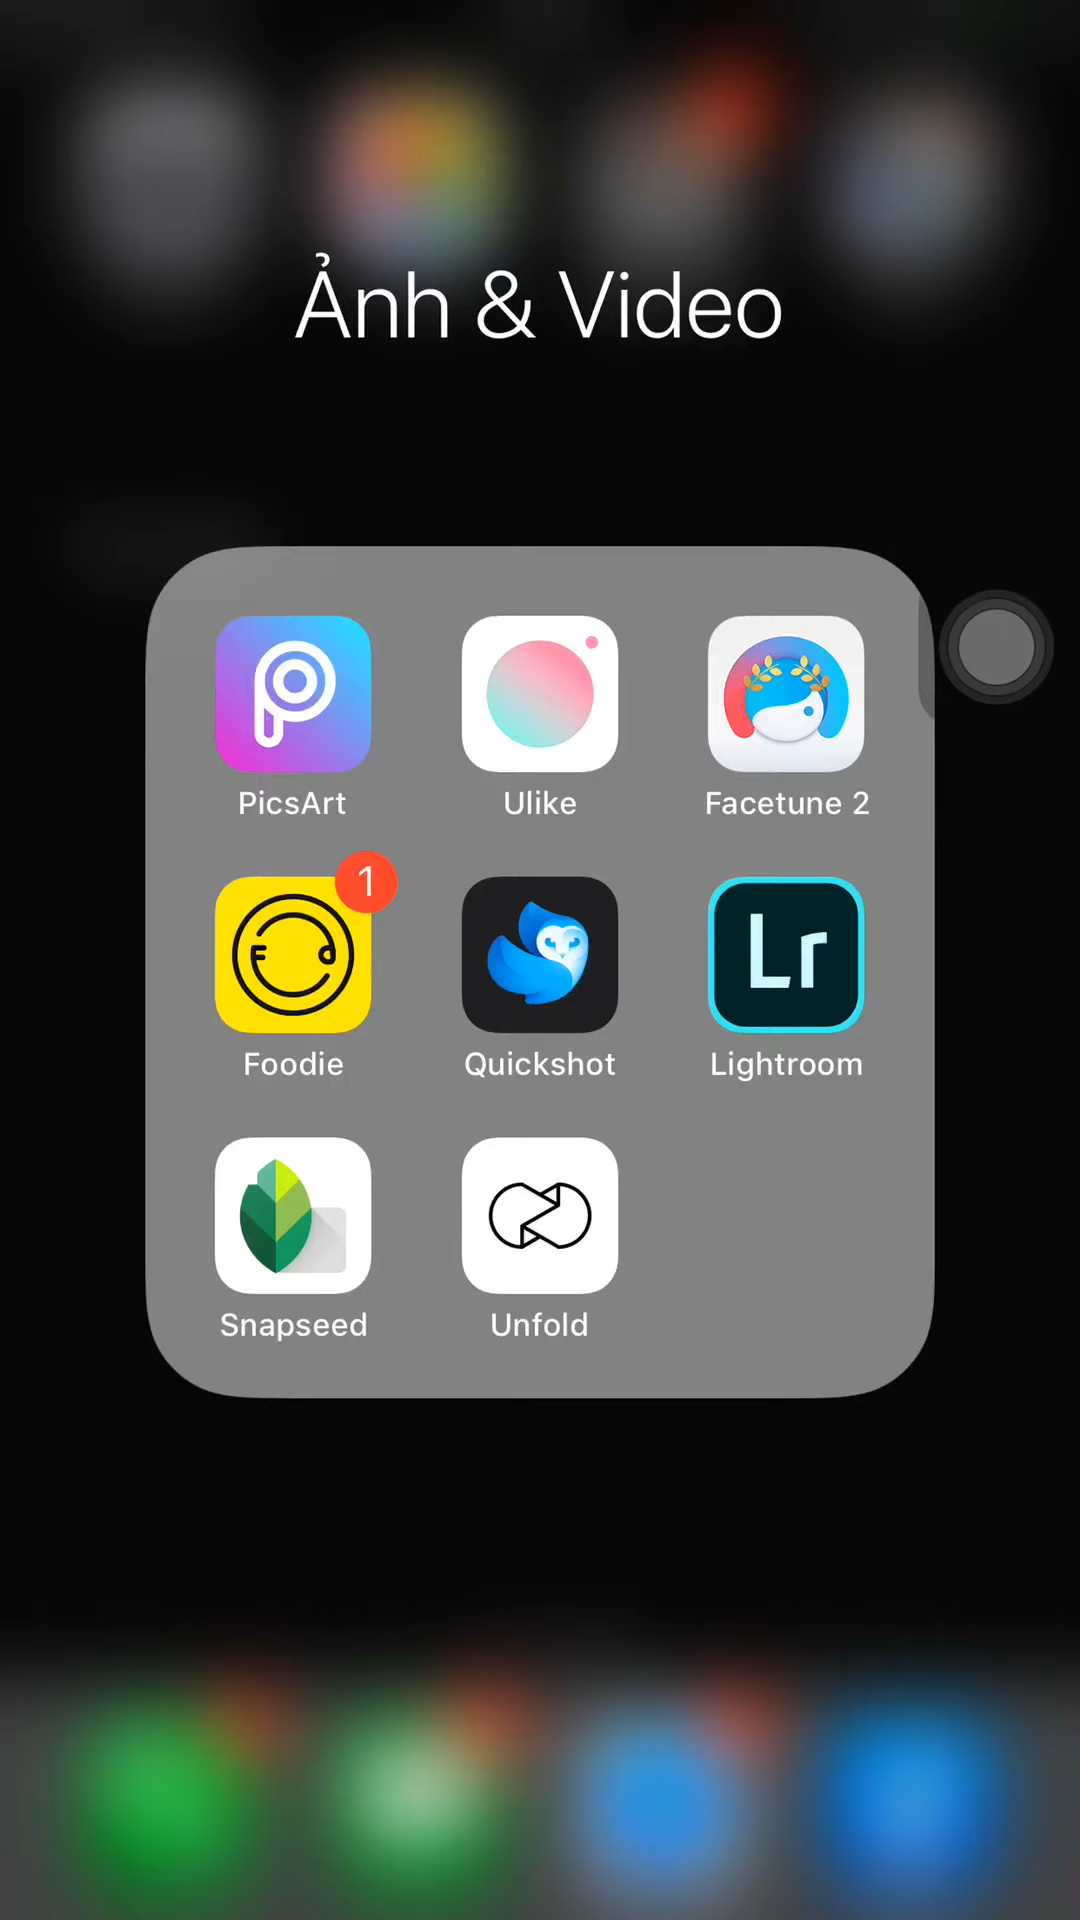 Ảnh & Video
PicsArt
Ulike
Facetune 2
1
Foodie
Quickshot
Lr
Lightroom
Snapseed
Unfold